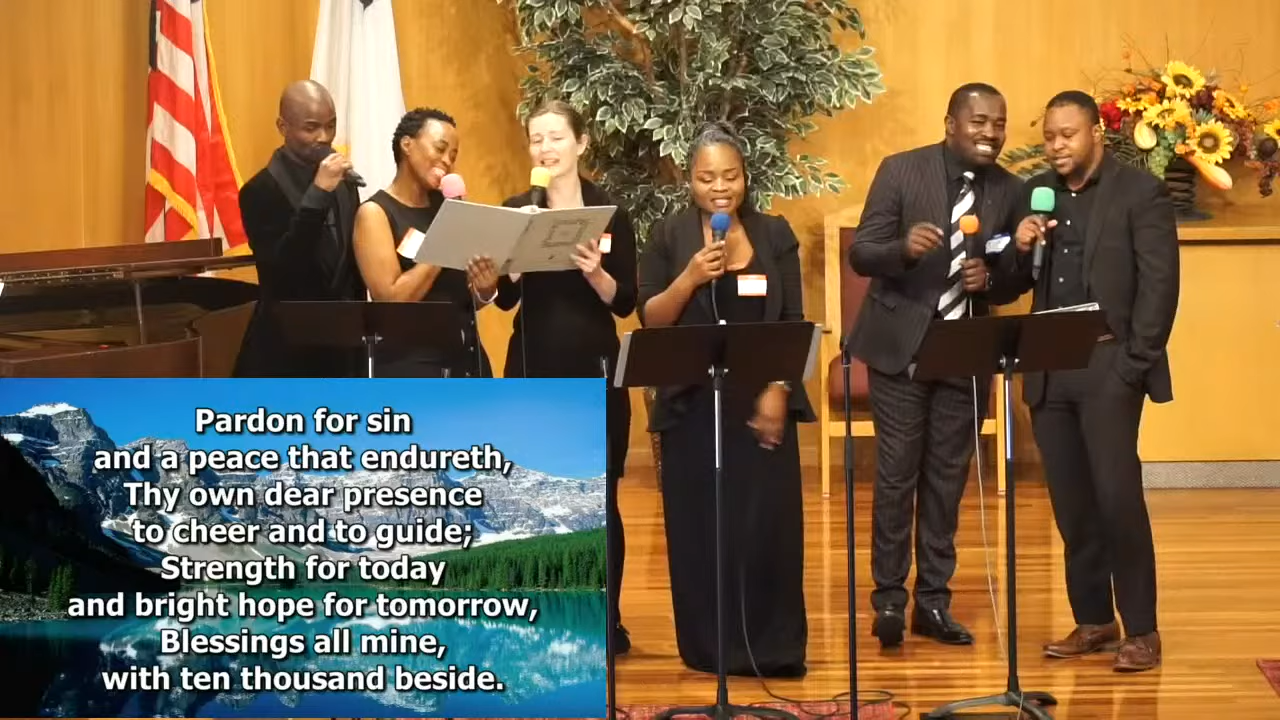 Pardon for sin
and a peace that endureth,
Thy own dear presence
to cheer and to guide;
Strength for today
and bright hope for tomorrow,
Blessings all mine,
with ten thousand beside.